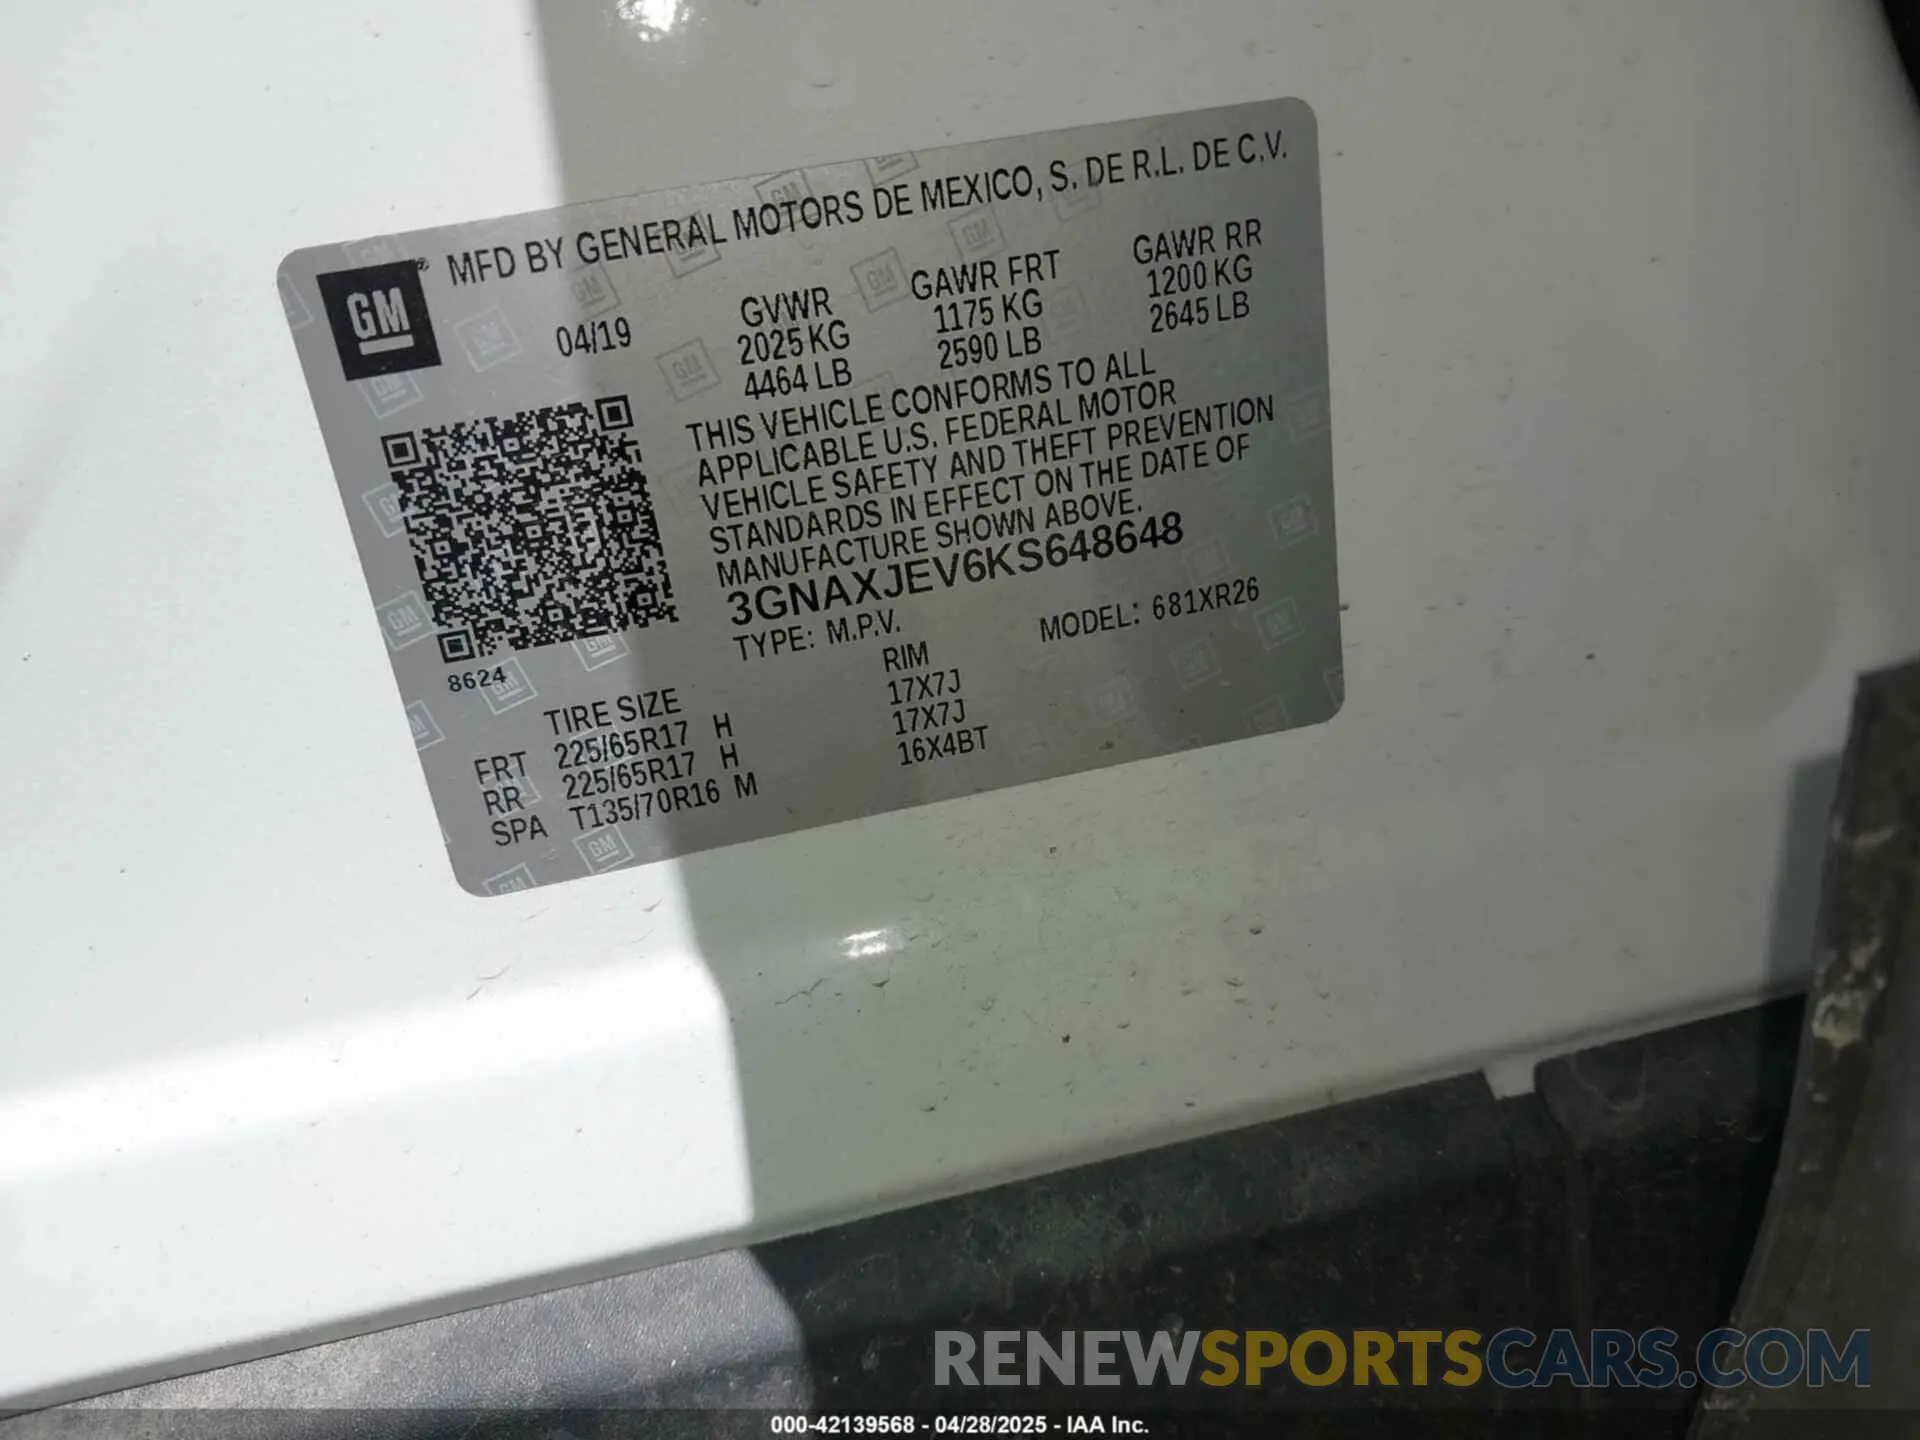 MFD BY GENERAL MOTORS DE MEXICO, S. DE R.L. DE C.V.
GM®
04/19
GVWR GAWR FRT GAWR RR
2025 KG 1175 KG 1200 KG
4464 LB 2590 LB 2645 LB
THIS VEHICLE CONFORMS TO ALL
APPLICABLE U.S. FEDERAL MOTOR
VEHICLE SAFETY AND THEFT PREVENTION
STANDARDS IN EFFECT ON THE DATE OF
MANUFACTURE SHOWN ABOVE.
3GNAXJEV6KS648648
TYPE: M.P.V. MODEL: 681XR26
8624
TIRE SIZE RIM
FRT 225/65R17 H 17X7J
RR 225/65R17 H 17X7J
SPA T135/70R16 M 16X4BT
RENEWSPORTSCARS.COM
000-42139568 - 04/28/2025 - IAA Inc.